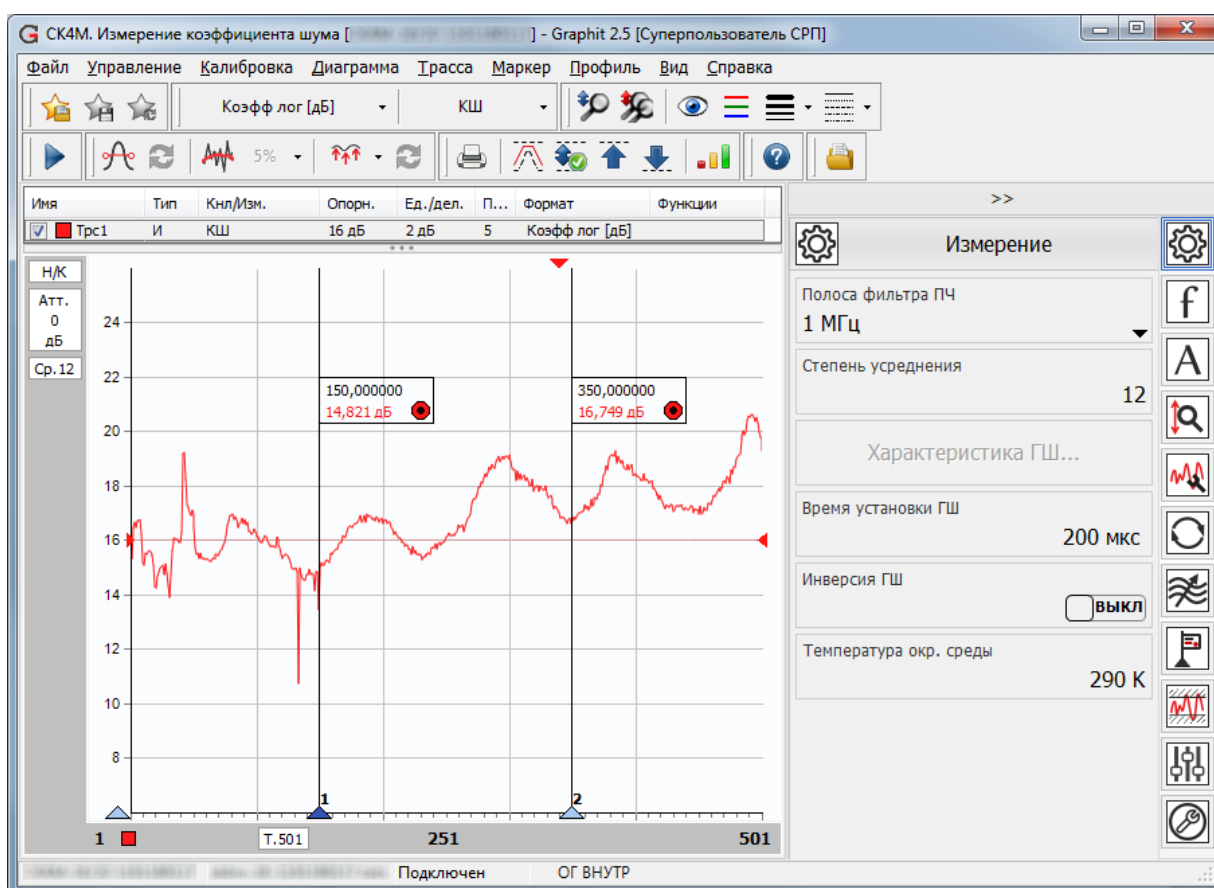 СК4М. Измерение коэффициента шума [ ] - Graphit 2.5 [Суперпользователь СРП]
Файл Управление Калибровка Диаграмма Трасса Маркер Профиль Вид Справка
Коэфф лог [дБ] КШ
5%
Имя Тип Кнл/Изм. Опорн. Ед./дел. П... Формат Функции
Трс1 И КШ 16 дБ 2 дБ 5 Коэфф лог [дБ]
>>
Измерение
Н/К
Атт.
0
дБ
Ср.12
24
22
20
18
16
14
12
10
8
150,000000
14,821 дБ
350,000000
16,749 дБ
1
2
1 Т.501 251 501
Полоса фильтра ПЧ
1 МГц
Степень усреднения
12
Характеристика ГШ...
Время установки ГШ
200 мкс
Инверсия ГШ
ВЫКЛ
Температура окр. среды
290 К
f
A
Подключен ОГ ВНУТР